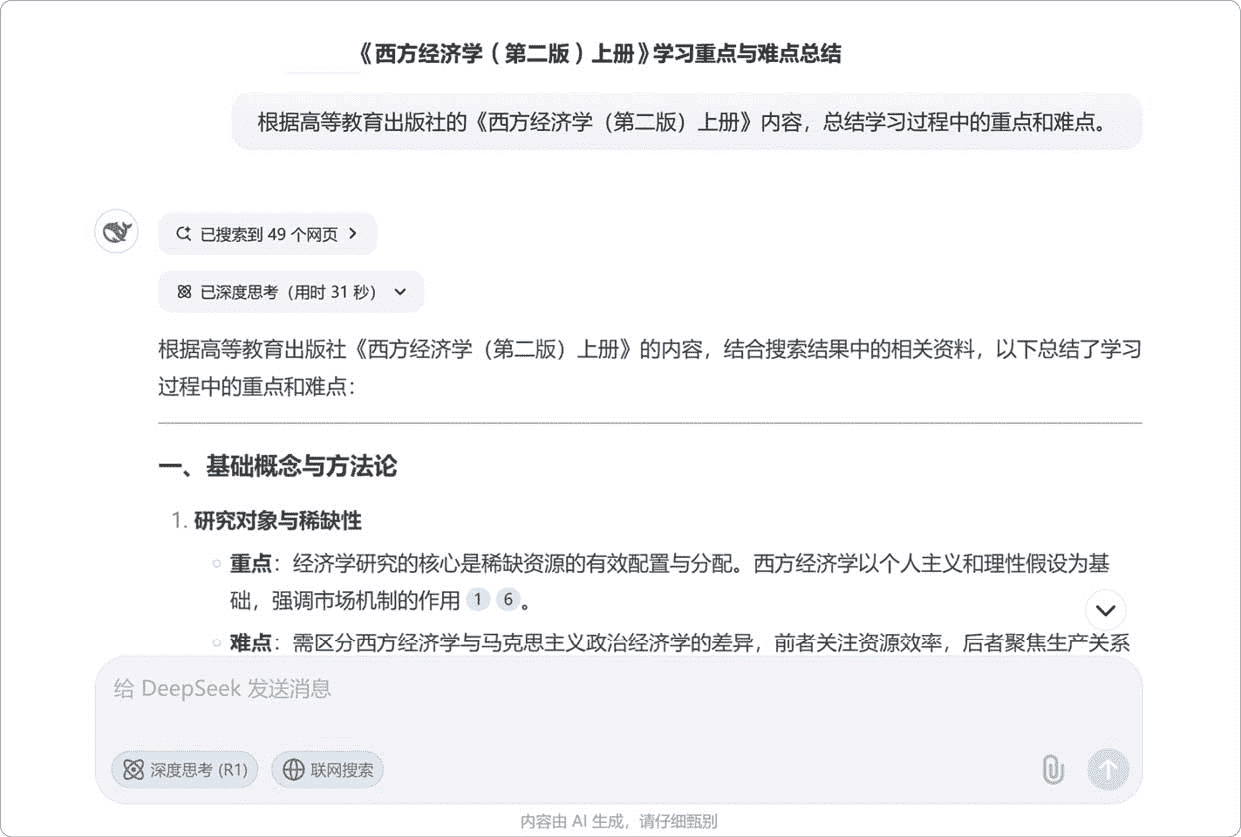 《西方经济学（第二版）上册》学习重点与难点总结
根据高等教育出版社的《西方经济学（第二版）上册》内容，总结学习过程中的重点和难点。
已搜索到 49 个网页
已深度思考（用时 31 秒）
根据高等教育出版社《西方经济学（第二版）上册》的内容，结合搜索结果中的相关资料，以下总结了学习
过程中的重点和难点：
一、基础概念与方法论
1. 研究对象与稀缺性
重点：经济学研究的核心是稀缺资源的有效配置与分配。西方经济学以个人主义和理性假设为基
础，强调市场机制的作用 1 6 。
难点：需区分西方经济学与马克思主义政治经济学的差异，前者关注资源效率，后者聚焦生产关系
给 DeepSeek 发送消息
深度思考 (R1) 联网搜索
内容由 AI 生成，请仔细甄别